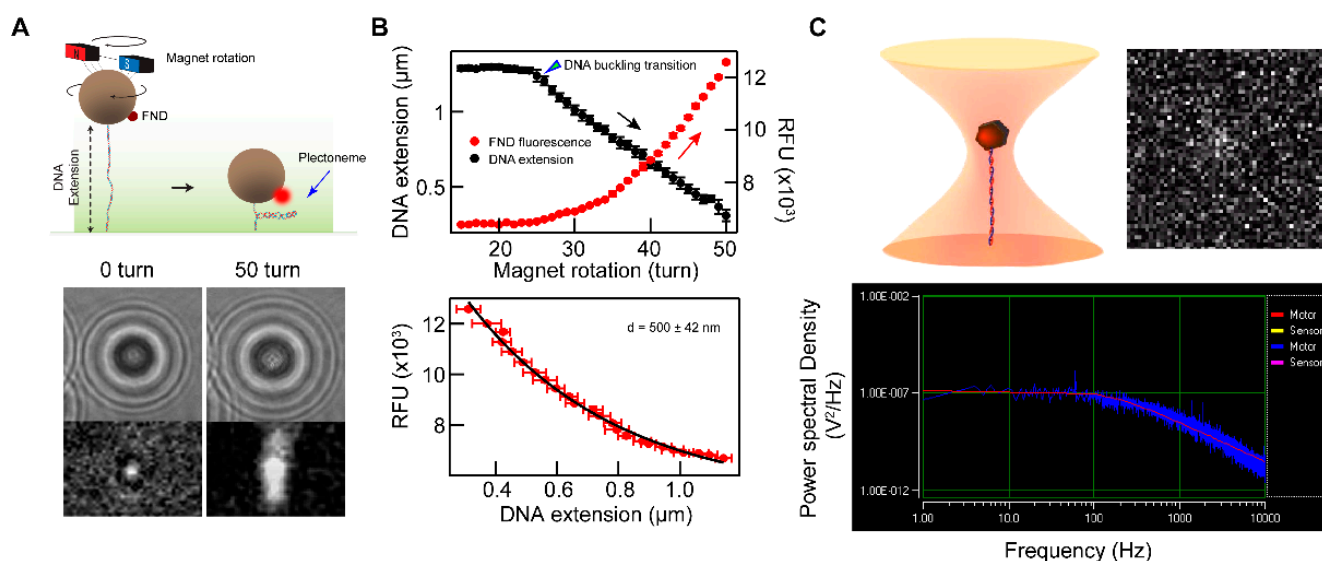 A
N
S
Magnet rotation
FND
DNA
Extension
Plectoneme
0 turn
50 turn
B
DNA extension (µm)
1
0.5
DNA buckling transition
FND fluorescence
DNA extension
12
10
8
RFU (x10³)
20
30
40
50
Magnet rotation (turn)
RFU (x10³)
12
10
8
d = 500 ± 42 nm
0.4
0.6
0.8
1.0
DNA extension (µm)
C
Power spectral Density
(V²/Hz)
1.00E-002
1.00E-007
1.00E-012
Motor
Sensor
Motor
Sensor
1.00
10.0
100
1000
10000
Frequency (Hz)